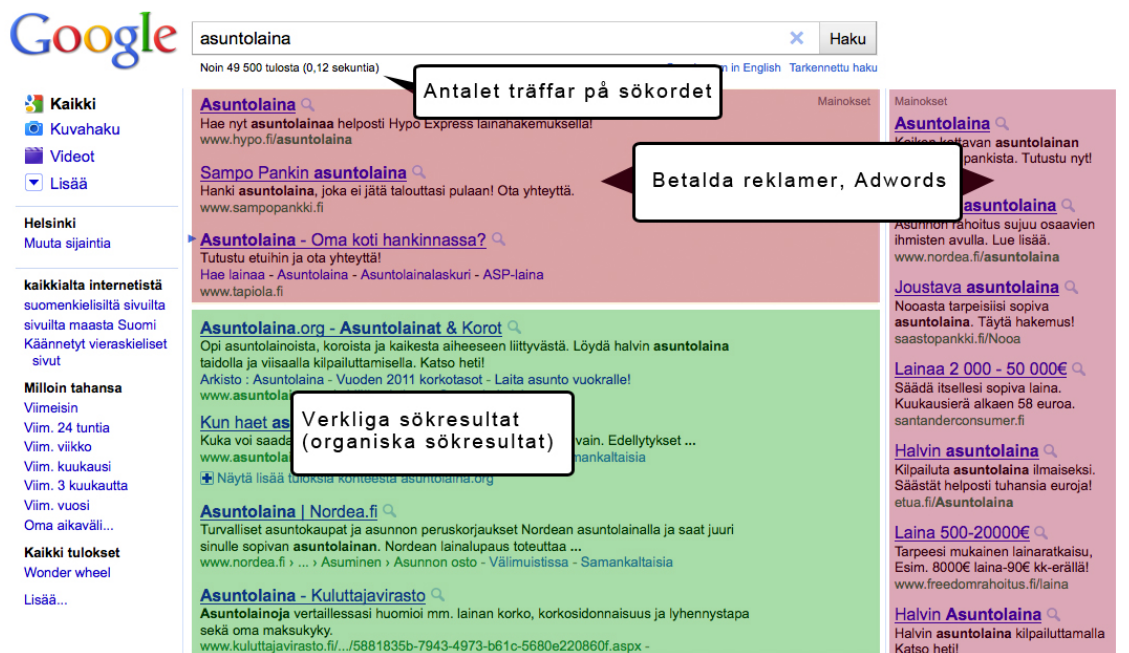 Google
asuntolaina
Haku
Noin 49 500 tulosta (0,12 sekuntia)
in English Tarkennettu haku
Antalet träffar på sökordet
Kaikki
Kuvahaku
Videot
Lisää
Helsinki
Muuta sijaintia
kaikkialta internetistä
suomenkielisiltä sivuilta
sivuilta maasta Suomi
Käännetyt vieraskieliset
sivut
Milloin tahansa
Viimeisin
Viim. 24 tuntia
Viim. viikko
Viim. kuukausi
Viim. 3 kuukautta
Viim. vuosi
Oma aikaväli...
Kaikki tulokset
Wonder wheel
Lisää...
Mainokset
Asuntolaina
Hae nyt asuntolainaa helposti Hypo Express lainahakemuksella!
www.hypo.fi/asuntolaina
Sampo Pankin asuntolaina
Hanki asuntolaina, joka ei jätä talouttasi pulaan! Ota yhteyttä.
www.sampopankki.fi
Betalda reklamer, Adwords
Asuntolaina - Oma koti hankinnassa?
Tutustu etuihin ja ota yhteyttä!
Hae lainaa - Asuntolaina - Asuntolainalaskuri - ASP-laina
www.tapiola.fi
Asuntolaina.org - Asuntolainat & Korot
Opi asuntolainoista, koroista ja kaikesta aiheeseen liittyvästä. Löydä halvin asuntolaina
taidolla ja viisaalla kilpailuttamisella. Katso heti!
Arkisto : Asuntolaina - Vuoden 2011 korkotasot - Laita asunto vuokralle!
Verkliga sökresultat
(organiska sökresultat)
Kun haet
Kuka voi vain. Edellytykset ...
Näytä lisää tuloksia kohteesta asuntolaina.org
Asuntolaina | Nordea.fi
Turvalliset asuntokaupat ja asunnon peruskorjaukset Nordean asuntolainalla ja saat juuri
sinulle sopivan asuntolainan. Nordean lainalupaus toteuttaa ...
www.nordea.fi › ... › Asuminen › Asunnon osto - Välimuistissa - Samankaltaisia
Asuntolaina - Kuluttajavirasto
Asuntolainoja vertaillessasi huomioi mm. lainan korko, korkosidonnaisuus ja lyhennystapa
sekä oma maksukyky.
www.kuluttajavirasto.fi/.../5881835b-7943-4973-b61c-5680e220860f.aspx -
Mainokset
Asuntolaina
asuntolainan
pankista. Tutustu nyt!
asuntolaina
Asunnon rahoitus sujuu osaavien
ihmisten avulla. Lue lisää.
www.nordea.fi/asuntolaina
Joustava asuntolaina
Nooasta tarpeisiisi sopiva
asuntolaina. Täytä hakemus!
saastopankki.fi/Nooa
Lainaa 2 000 - 50 000€
Säädä itsellesi sopiva laina.
Kuukausierä alkaen 58 euroa.
santanderconsumer.fi
Halvin asuntolaina
Kilpailuta asuntolaina ilmaiseksi.
Säästät helposti tuhansia euroja!
etua.fi/Asuntolaina
Laina 500-20000€
Tarpeesi mukainen lainaratkaisu,
Esim. 8000€ laina-90€ kk-erällä!
www.freedomrahoitus.fi/laina
Halvin Asuntolaina
Halvin asuntolaina kilpailuttamalla
Katso heti!